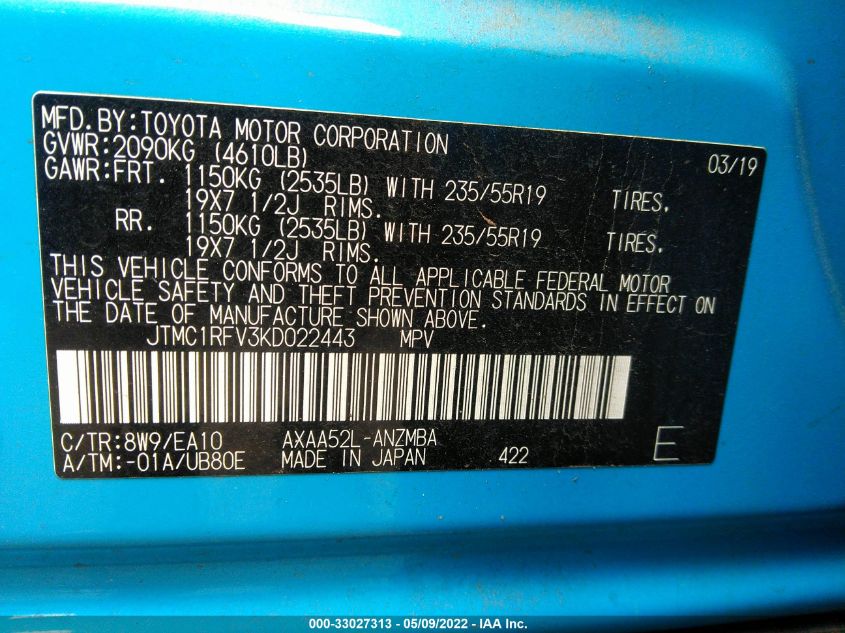 MFD.BY:TOYOTA MOTOR CORPORATION 03/19
GVWR:2090KG (4610LB)
GAWR:FRT. 1150KG (2535LB) WITH 235/55R19 TIRES.
19X7 1/2J RIMS.
RR. 1150KG (2535LB) WITH 235/55R19 TIRES.
19X7 1/2J RIMS.
THIS VEHICLE CONFORMS TO ALL APPLICABLE FEDERAL MOTOR
VEHICLE SAFETY AND THEFT PREVENTION STANDARDS IN EFFECT ON
THE DATE OF MANUFACTURE SHOWN ABOVE.
JTMC1RFV3KD022443 MPV
C/TR:8W9/EA10 AXAA52L-ANZMBA
A/TM:-01A/UB80E MADE IN JAPAN 422 E
000-33027313 - 05/09/2022 - IAA Inc.